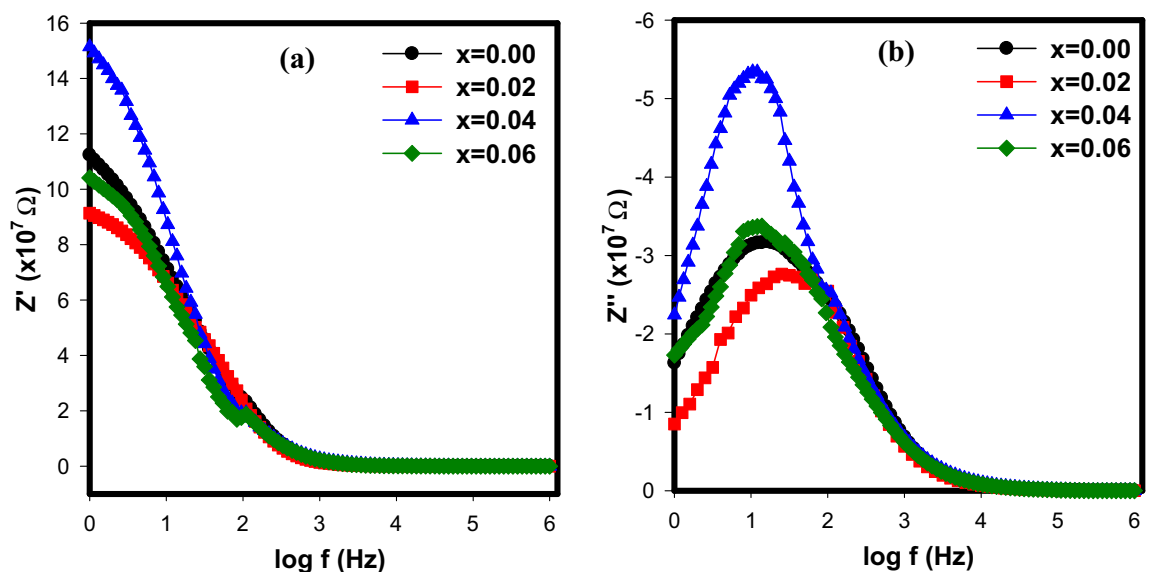 (a)
x=0.00
x=0.02
x=0.04
x=0.06
Z' (x10⁷ Ω)
16
14
12
10
8
6
4
2
0
0 1 2 3 4 5 6
log f (Hz)
(b)
x=0.00
x=0.02
x=0.04
x=0.06
Z'' (x10⁷ Ω)
-6
-5
-4
-3
-2
-1
0
0 1 2 3 4 5 6
log f (Hz)